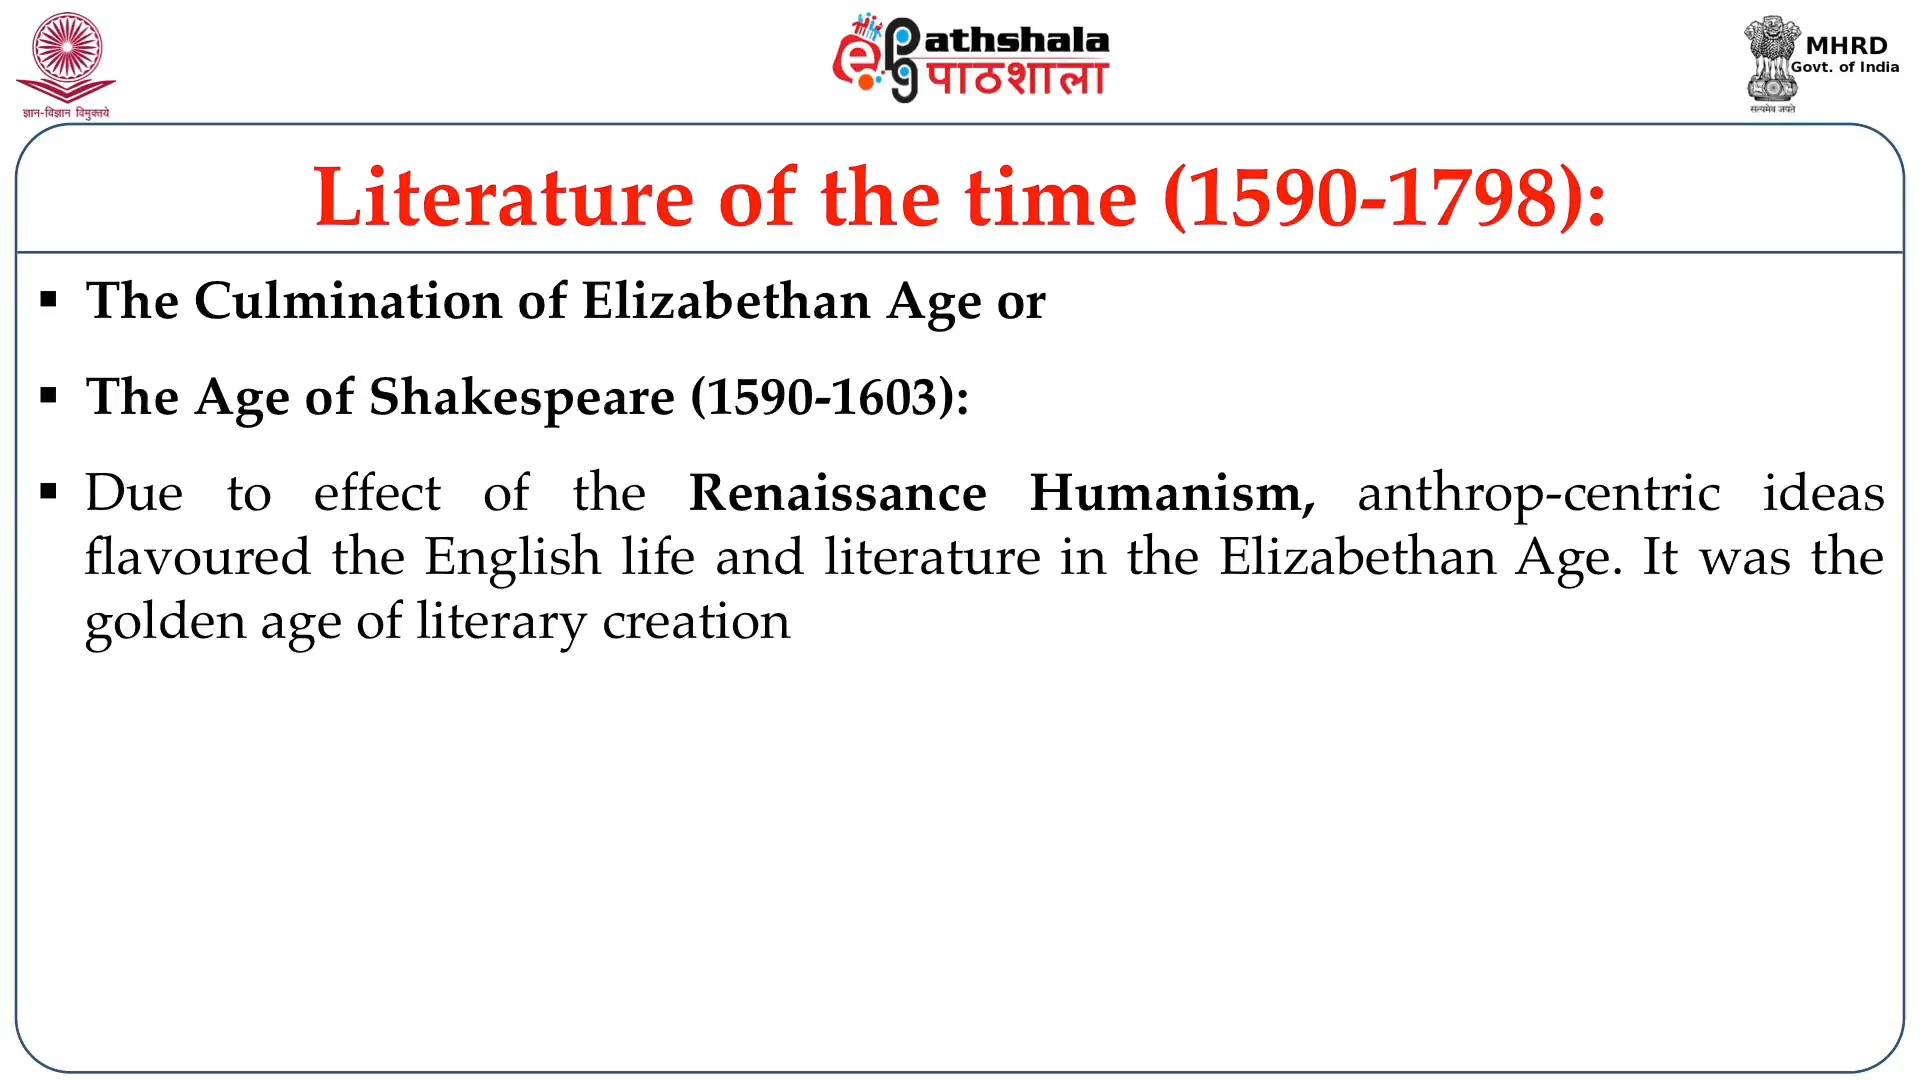 ज्ञान-विज्ञान विमुक्तये
e pg
Pathshala
पाठशाला
MHRD
Govt. of India
सत्यमेव जयते
Literature of the time (1590-1798):
▪ The Culmination of Elizabethan Age or
▪ The Age of Shakespeare (1590-1603):
▪ Due to effect of the Renaissance Humanism, anthrop-centric ideas
flavoured the English life and literature in the Elizabethan Age. It was the
golden age of literary creation